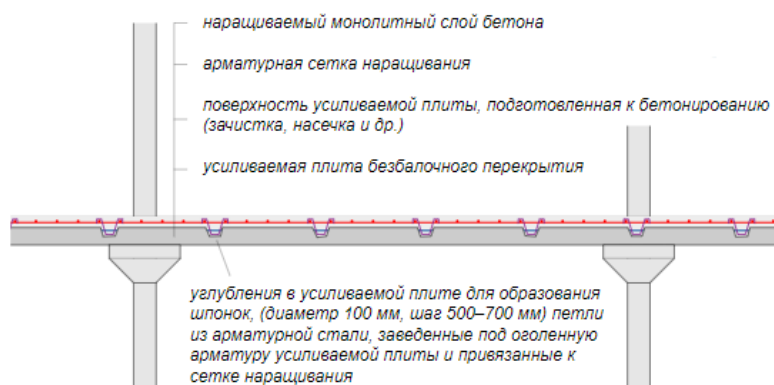 наращиваемый монолитный слой бетона
арматурная сетка наращивания
поверхность усиливаемой плиты, подготовленная к бетонированию
(зачистка, насечка и др.)
усиливаемая плита безбалочного перекрытия
углубления в усиливаемой плите для образования
шпонок, (диаметр 100 мм, шаг 500–700 мм) петли
из арматурной стали, заведенные под оголенную
арматуру усиливаемой плиты и привязанные к
сетке наращивания